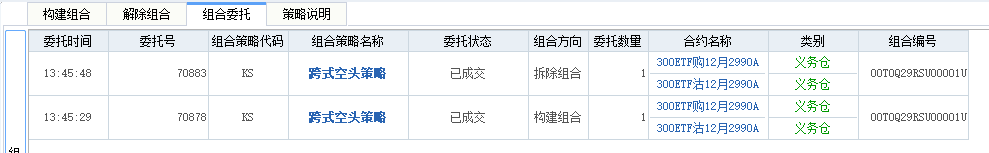 构建组合 解除组合 组合委托 策略说明
委托时间 委托号 组合策略代码 组合策略名称 委托状态 组合方向 委托数量 合约名称 类别 组合编号
13:45:48 70883 KS 跨式空头策略 已成交 拆除组合 1 300ETF购12月2990A 义务仓 00T0Q29RSU00001U
300ETF沽12月2990A 义务仓
13:45:29 70878 KS 跨式空头策略 已成交 构建组合 1 300ETF购12月2990A 义务仓 00T0Q29RSU00001U
300ETF沽12月2990A 义务仓